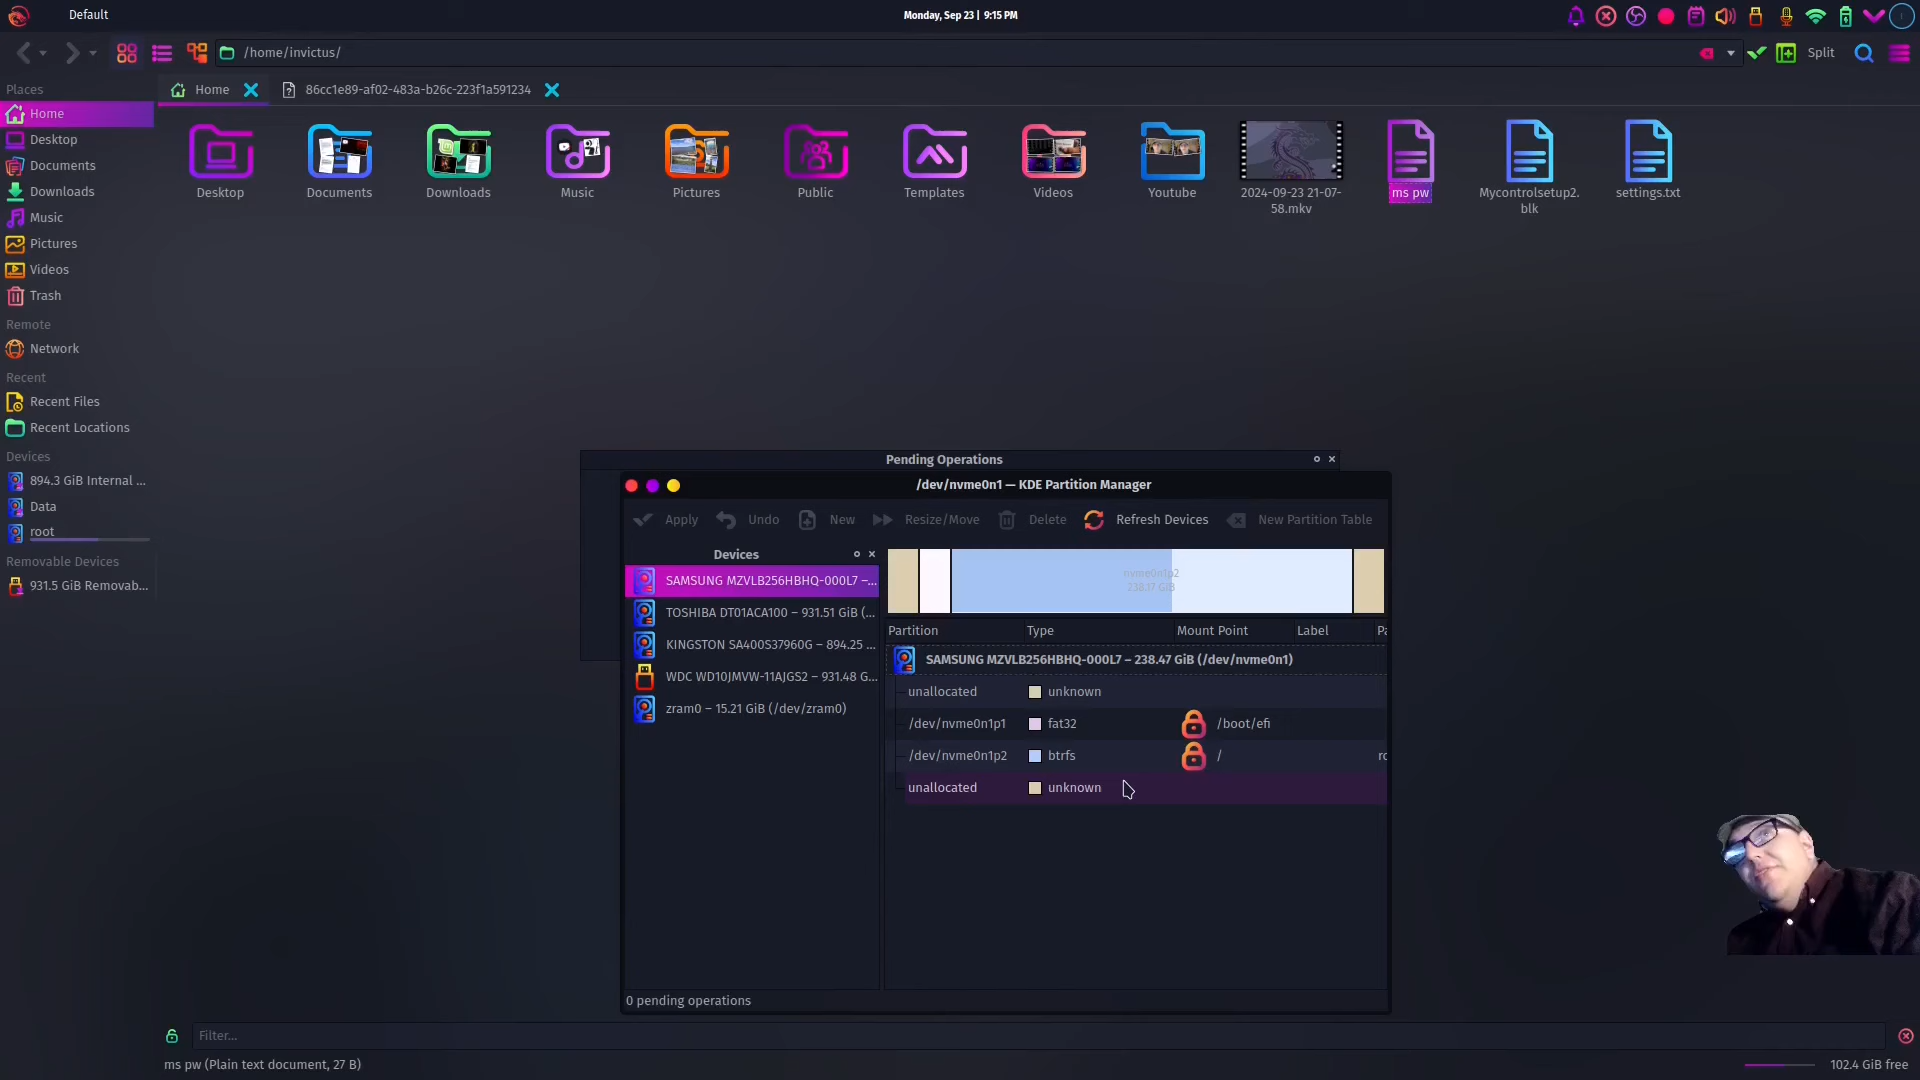 Default
Monday, Sep 23 | 9:15 PM
/home/invictus/
Split
Places
Home
86cc1e89-af02-483a-b26c-223f1a591234
Home
Desktop
Documents
Downloads
Music
Pictures
Videos
Trash
Remote
Network
Recent
Recent Files
Recent Locations
Devices
894.3 GiB Internal ...
Data
root
Removable Devices
931.5 GiB Removab...
Desktop
Documents
Downloads
Music
Pictures
Public
Templates
Videos
Youtube
2024-09-23 21-07-
58.mkv
ms pw
Mycontrolsetup2.
blk
settings.txt
Pending Operations
/dev/nvme0n1 — KDE Partition Manager
Apply
Undo
New
Resize/Move
Delete
Refresh Devices
New Partition Table
Devices
SAMSUNG MZVLB256HBHQ-000L7 –...
TOSHIBA DT01ACA100 – 931.51 GiB (...
KINGSTON SA400S37960G – 894.25 ...
WDC WD10JMVW-11AJGS2 – 931.48 G...
zram0 – 15.21 GiB (/dev/zram0)
nvme0n1p2
238.17 GiB
Partition Type Mount Point Label Pa
SAMSUNG MZVLB256HBHQ-000L7 – 238.47 GiB (/dev/nvme0n1)
unallocated unknown
/dev/nvme0n1p1 fat32 /boot/efi
/dev/nvme0n1p2 btrfs / ro
unallocated unknown
0 pending operations
Filter...
ms pw (Plain text document, 27 B)
102.4 GiB free